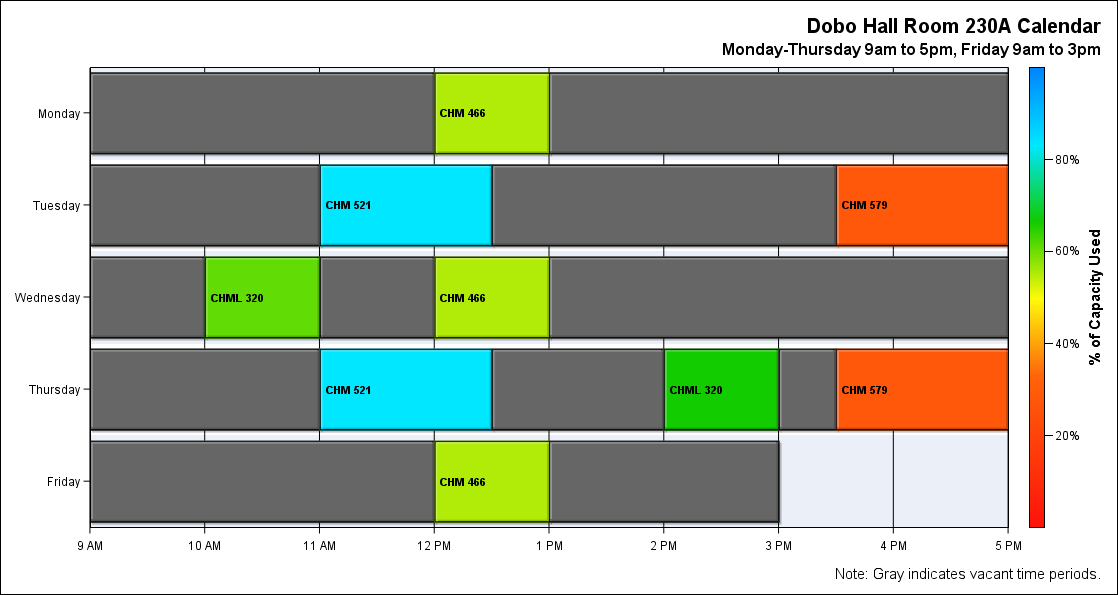 Dobo Hall Room 230A Calendar
Monday-Thursday 9am to 5pm, Friday 9am to 3pm
Monday
CHM 466
Tuesday
CHM 521
CHM 579
Wednesday
CHML 320
CHM 466
Thursday
CHM 521
CHML 320
CHM 579
Friday
CHM 466
9 AM
10 AM
11 AM
12 PM
1 PM
2 PM
3 PM
4 PM
5 PM
80%
60%
40%
20%
% of Capacity Used
Note: Gray indicates vacant time periods.